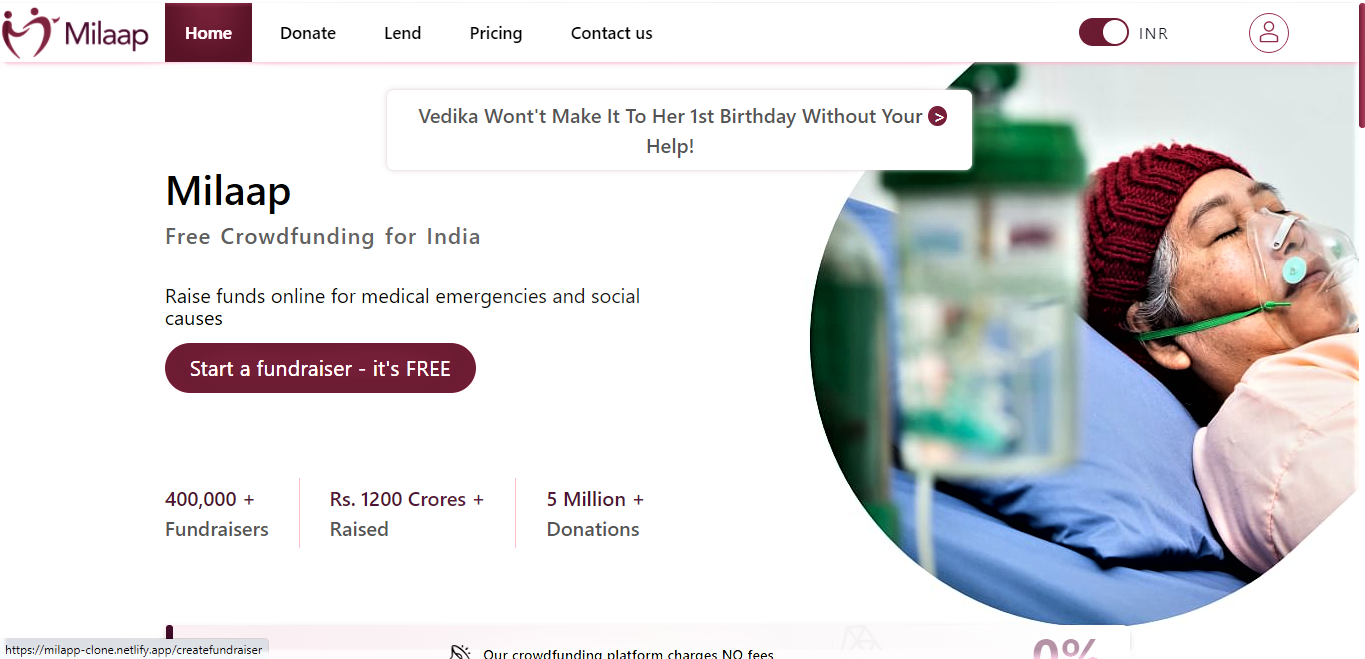 Milaap
Home
Donate
Lend
Pricing
Contact us
INR
Vedika Wont't Make It To Her 1st Birthday Without Your >
Help!
Milaap
Free Crowdfunding for India
Raise funds online for medical emergencies and social
causes
Start a fundraiser - it's FREE
400,000 +
Fundraisers
Rs. 1200 Crores +
Raised
5 Million +
Donations
Our crowdfunding platform charges NO fees
0%
https://milapp-clone.netlify.app/createfundraiser